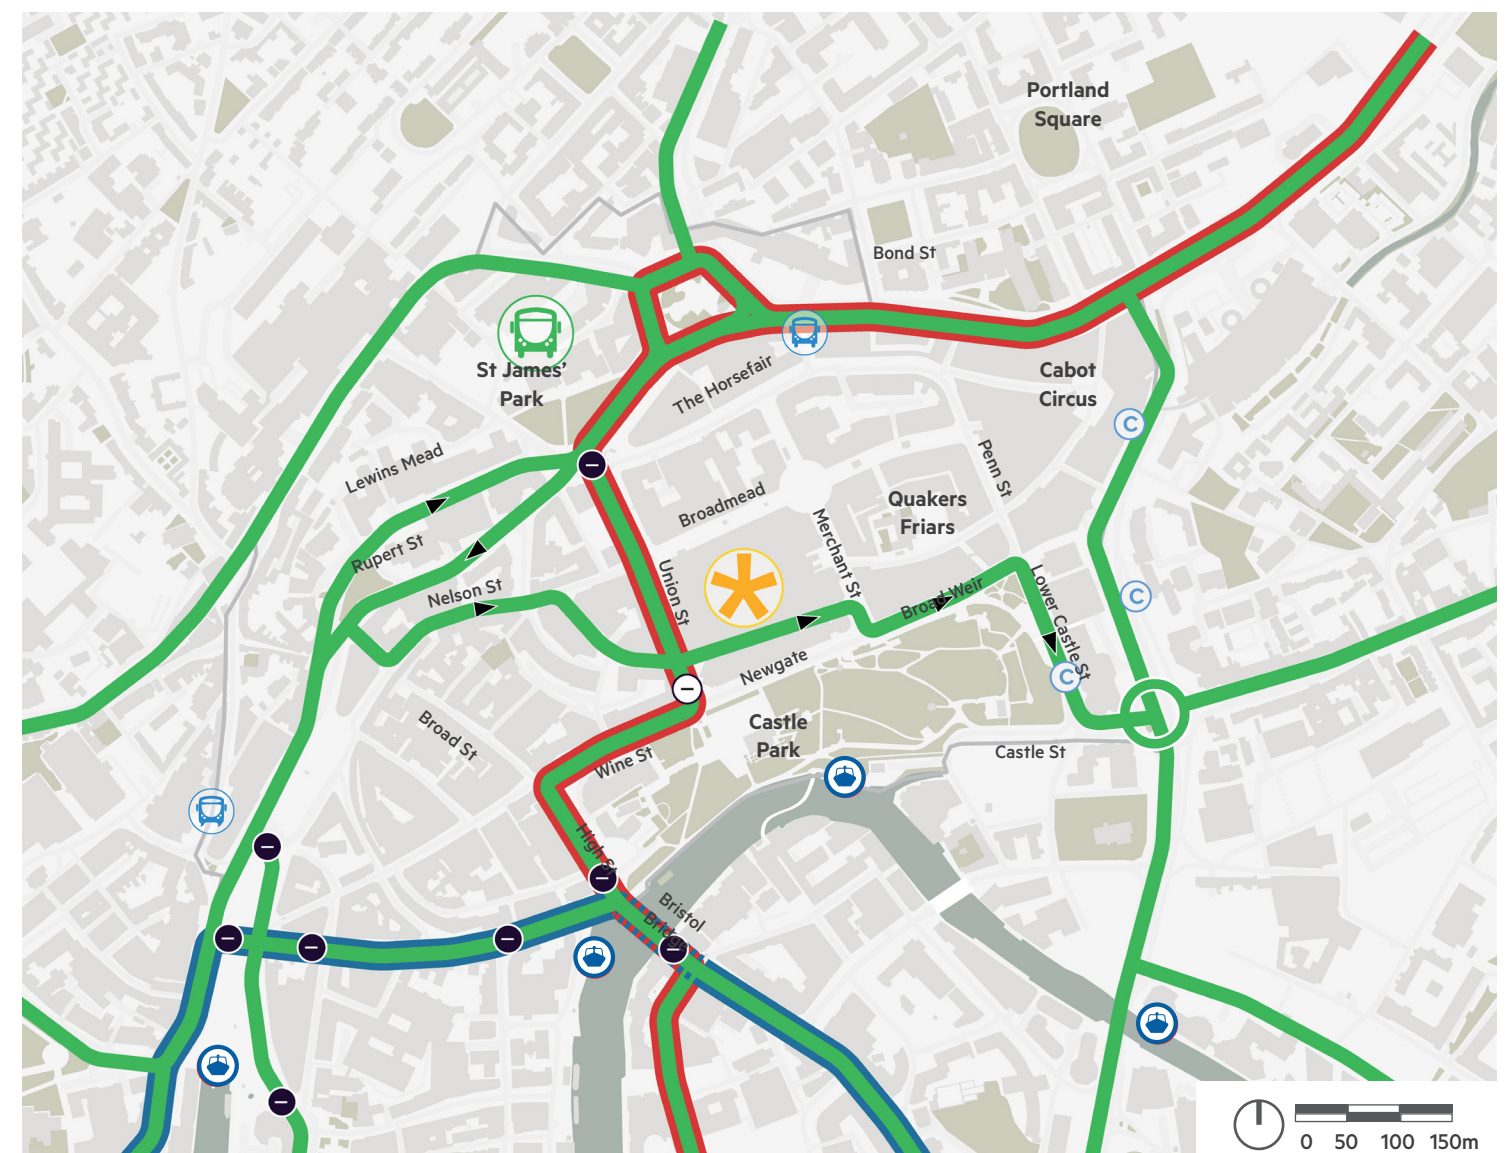 Portland
Square
Bond St
St James'
Park
The Horsefair
Cabot
Circus
C
Lewins Mead
Penn St
Broadmead
Quakers
Friars
Merchant St
Rupert St
Union St
Nelson St
Broad Weir
Lower Castle St
C
Newgate
C
Broad St
Castle
Park
Wine St
Castle St
High St
Bristol
Bridge
0 50 100 150m